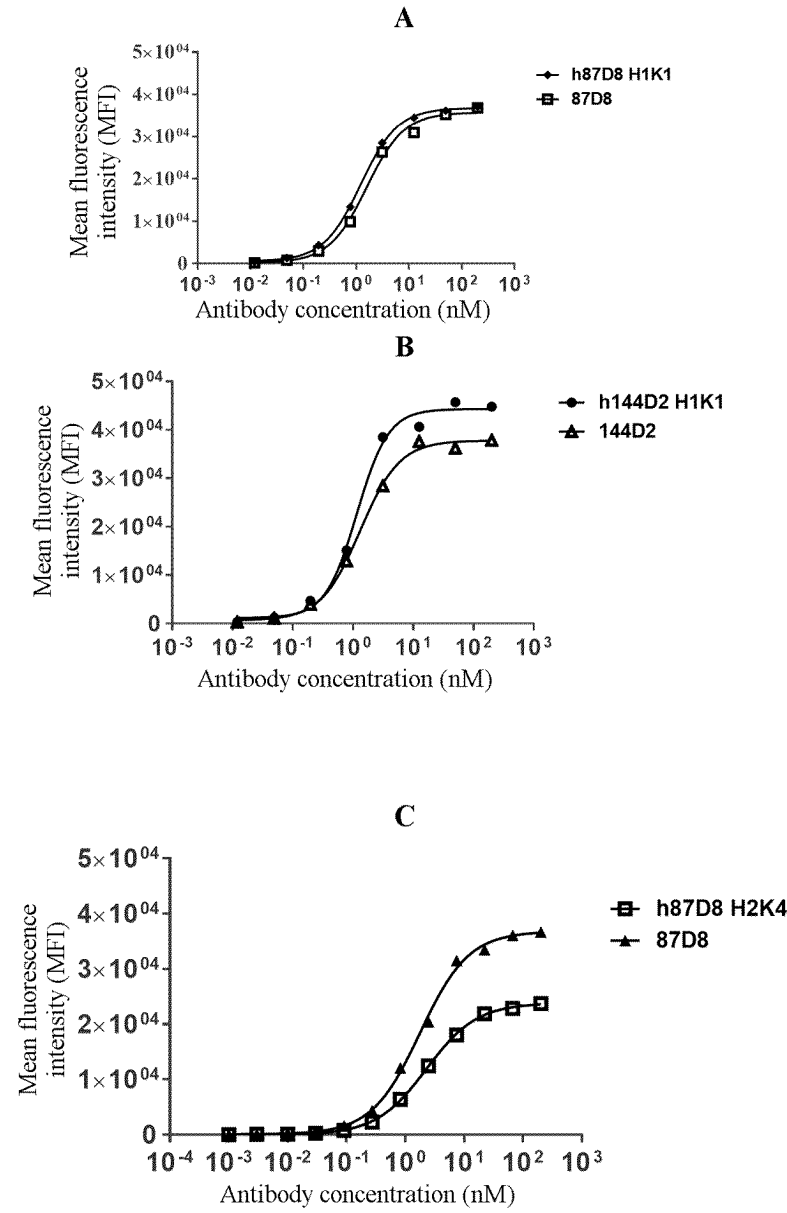 A
Mean fluorescence
intensity (MFI)
5×10⁰⁴
4×10⁰⁴
3×10⁰⁴
2×10⁰⁴
1×10⁰⁴
0
h87D8 H1K1
87D8
10⁻³ 10⁻² 10⁻¹ 10⁰ 10¹ 10² 10³
Antibody concentration (nM)
B
Mean fluorescence
intensity (MFI)
5×10⁰⁴
4×10⁰⁴
3×10⁰⁴
2×10⁰⁴
1×10⁰⁴
0
h144D2 H1K1
144D2
10⁻³ 10⁻² 10⁻¹ 10⁰ 10¹ 10² 10³
Antibody concentration (nM)
C
Mean fluorescence
intensity (MFI)
5×10⁰⁴
4×10⁰⁴
3×10⁰⁴
2×10⁰⁴
1×10⁰⁴
0
h87D8 H2K4
87D8
10⁻⁴ 10⁻³ 10⁻² 10⁻¹ 10⁰ 10¹ 10² 10³
Antibody concentration (nM)